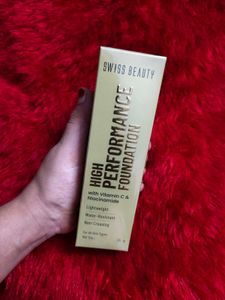 SWISS BEAUTY
HIGH
PERFORMANCE
FOUNDATION
with Vitamin C &
Niacinamide
Lightweight
Water-Resistant
Non-Creasing